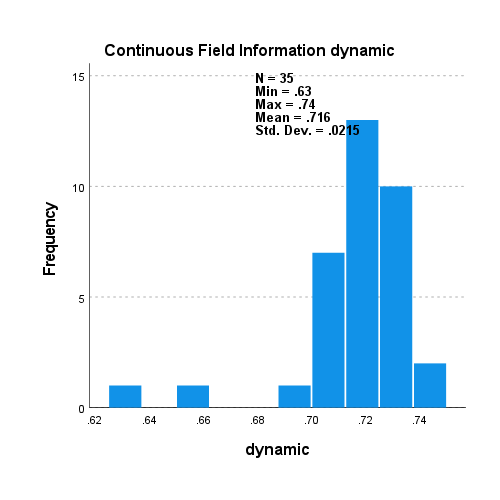 Continuous Field Information dynamic
N = 35
Min = .63
Max = .74
Mean = .716
Std. Dev. = .0215
15
10
5
0
Frequency
.62 .64 .66 .68 .70 .72 .74
dynamic